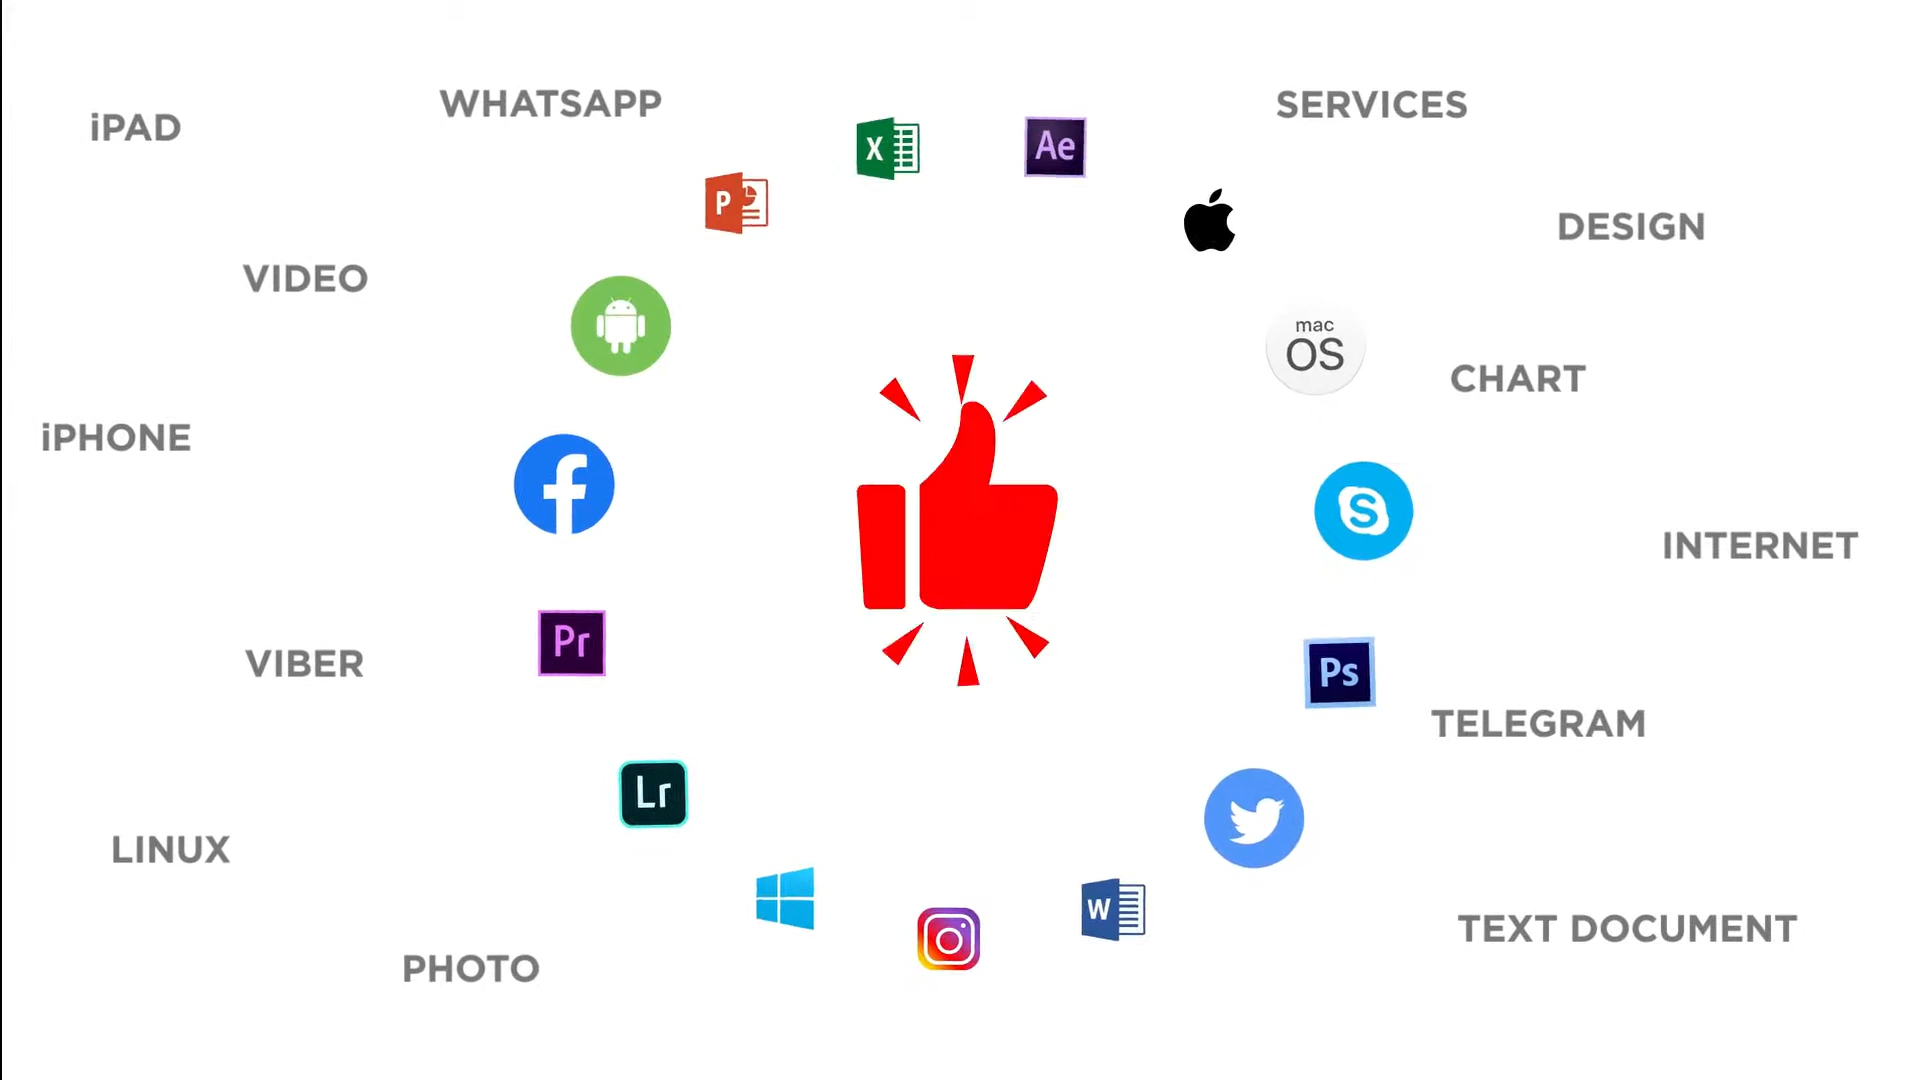 WHATSAPP
SERVICES
iPAD
X
Ae
P
DESIGN
VIDEO
mac
OS
CHART
iPHONE
f
S
INTERNET
Pr
VIBER
Ps
TELEGRAM
Lr
LINUX
W
TEXT DOCUMENT
PHOTO